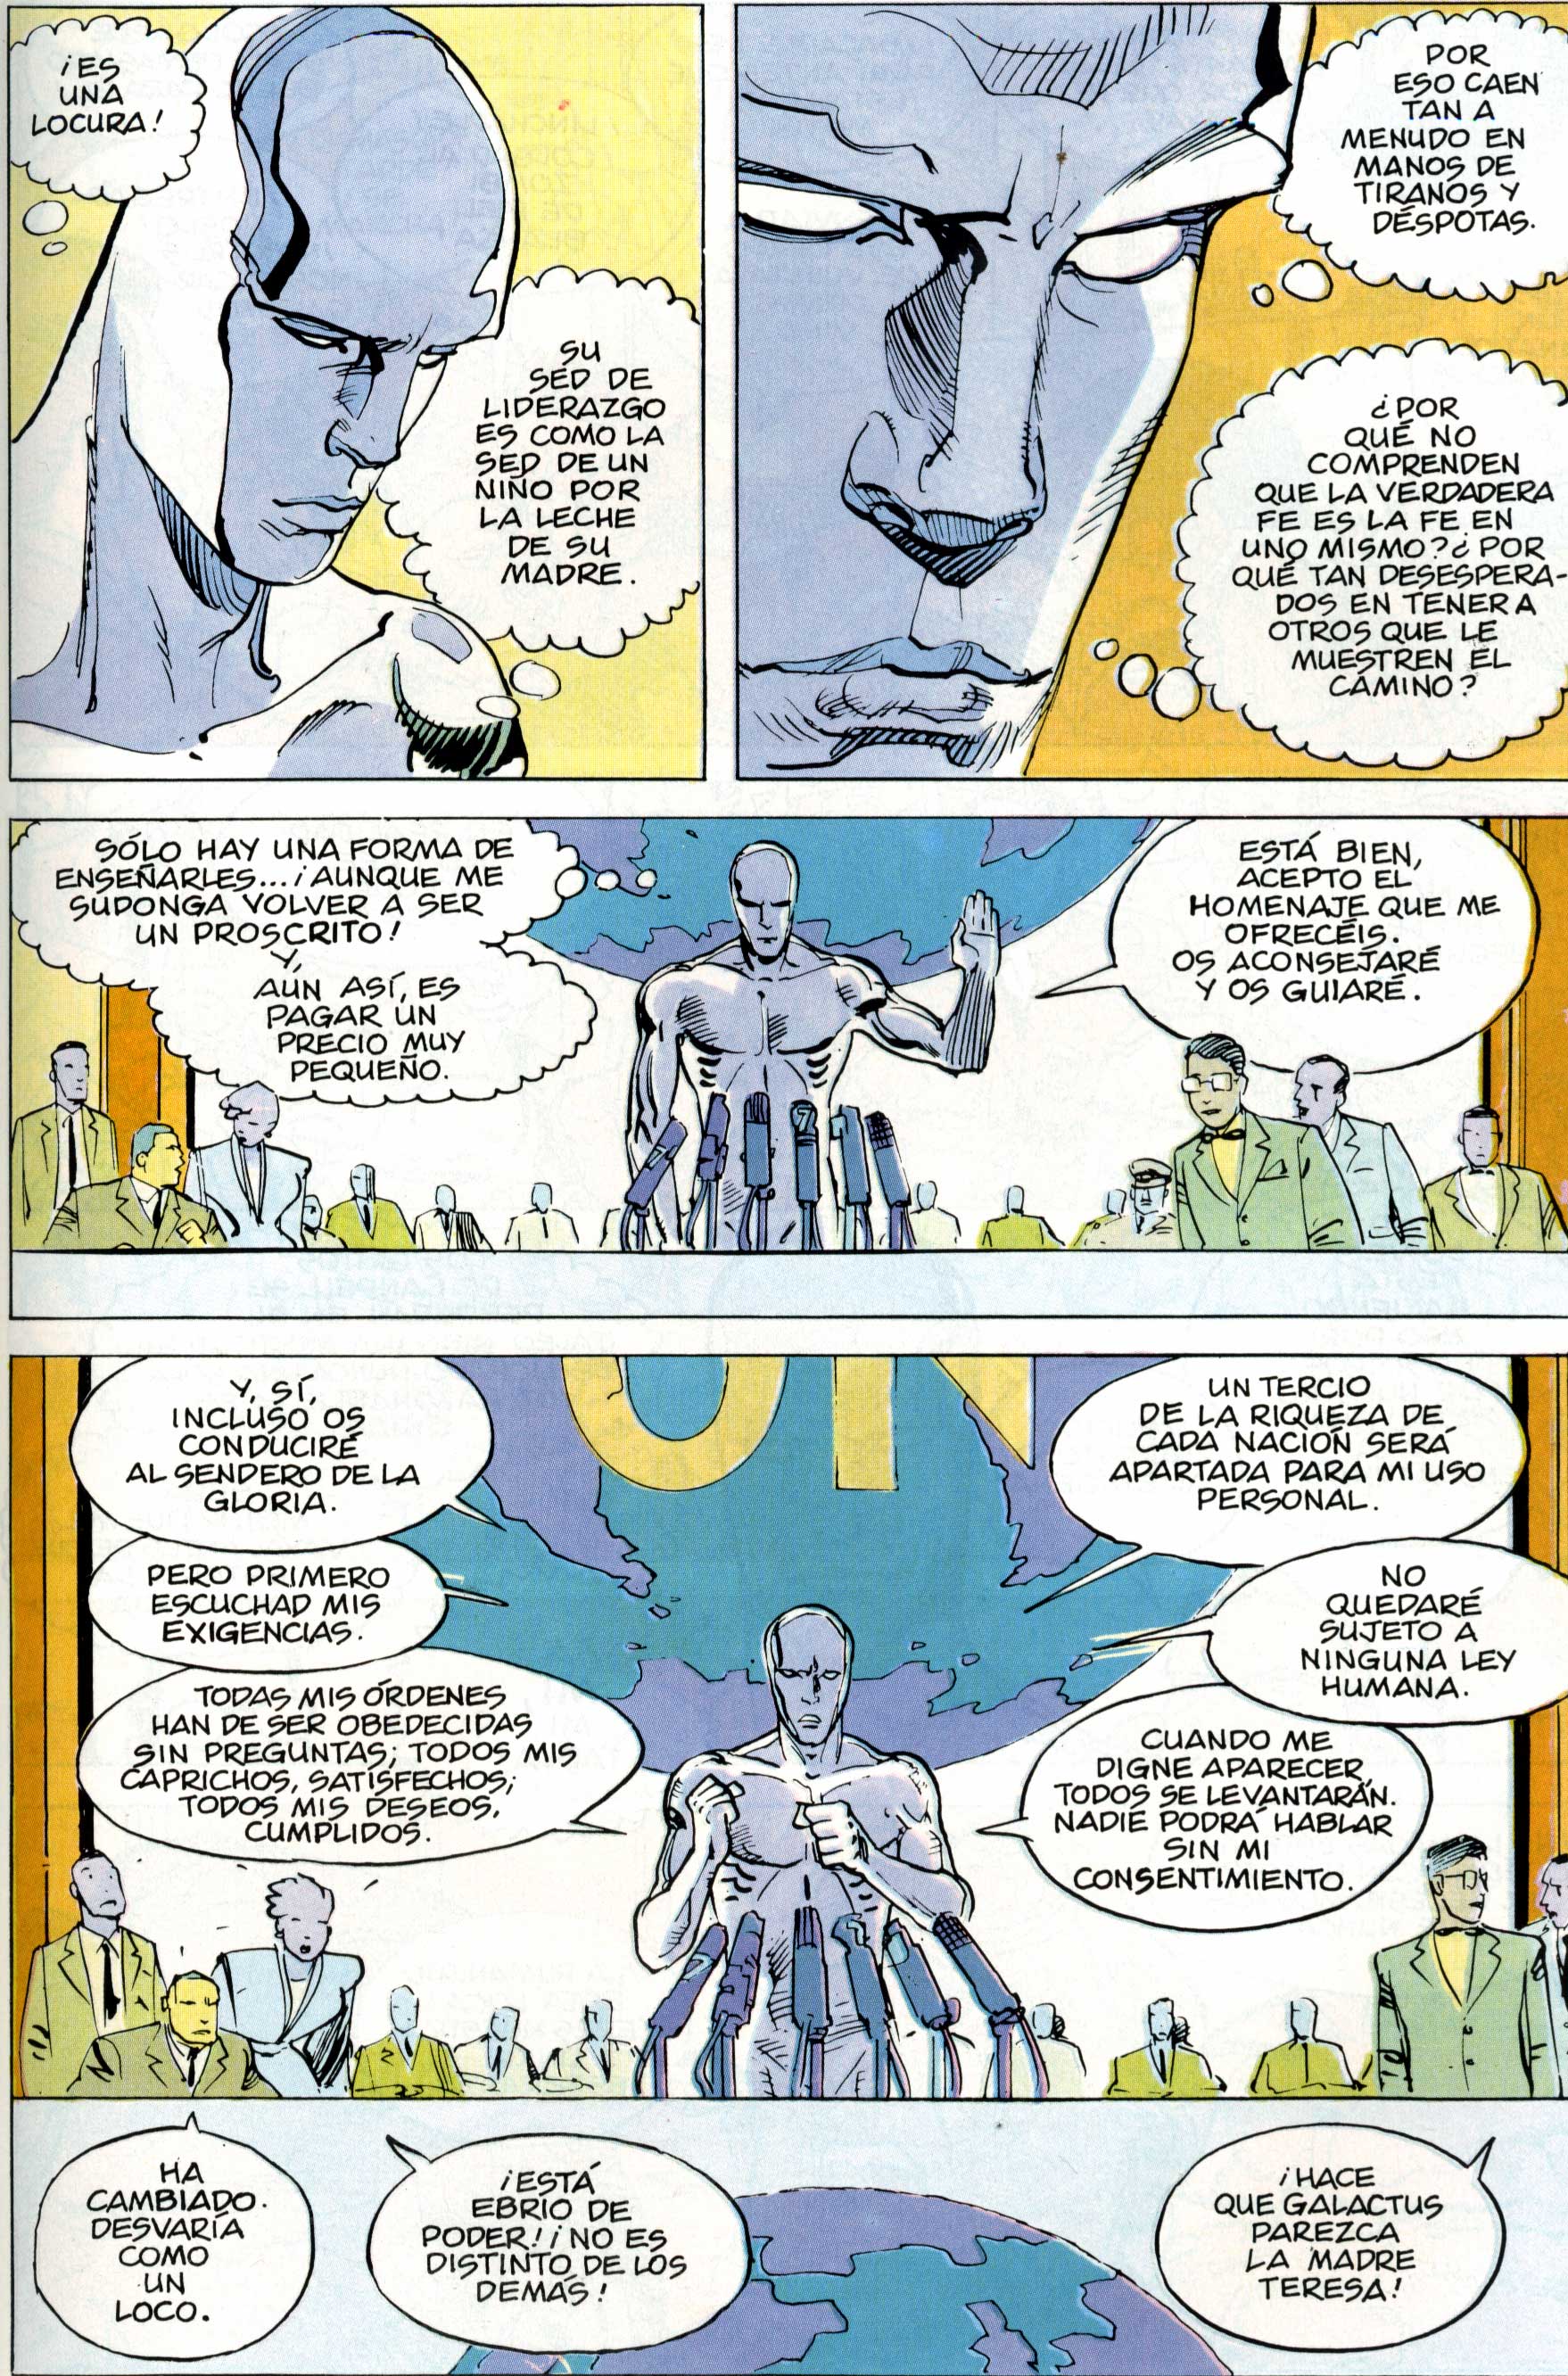 ¡ES
UNA
LOCURA!
SU
SED DE
LIDERAZGO
ES COMO LA
SED DE UN
NIÑO POR
LA LECHE
DE SU
MADRE.
POR
ESO CAEN
TAN A
MENUDO EN
MANOS DE
TIRANOS Y
DÉSPOTAS.
¿POR
QUÉ NO
COMPRENDEN
QUE LA VERDADERA
FE ES LA FE EN
UNO MISMO? ¿POR
QUÉ TAN DESESPERA-
DOS EN TENER A
OTROS QUE LE
MUESTREN EL
CAMINO?
SÓLO HAY UNA FORMA DE
ENSEÑARLES... ¡AUNQUE ME
SUPONGA VOLVER A SER
UN PROSCRITO!
Y,
AUN ASÍ, ES
PAGAR UN
PRECIO MUY
PEQUEÑO.
ESTÁ BIEN,
ACEPTO EL
HOMENAJE QUE ME
OFRECÉIS.
OS ACONSEJARÉ
Y OS GUIARÉ.
7
7
UN
Y, SÍ,
INCLUSO OS
CONDUCIRÉ
AL SENDERO DE LA
GLORIA.
PERO PRIMERO
ESCUCHAD MIS
EXIGENCIAS.
TODAS MIS ÓRDENES
HAN DE SER OBEDECIDAS
SIN PREGUNTAS; TODOS MIS
CAPRICHOS, SATISFECHOS;
TODOS MIS DESEOS,
CUMPLIDOS.
UN TERCIO
DE LA RIQUEZA DE
CADA NACIÓN SERÁ
APARTADA PARA MI USO
PERSONAL.
NO
QUEDARÉ
SUJETO A
NINGUNA LEY
HUMANA.
CUANDO ME
DIGNE APARECER,
TODOS SE LEVANTARÁN.
NADIE PODRÁ HABLAR
SIN MI
CONSENTIMIENTO.
HA
CAMBIADO.
DESVARÍA
COMO
UN
LOCO.
¡ESTÁ
EBRIO DE
PODER! ¡NO ES
DISTINTO DE LOS
DEMÁS!
¡HACE
QUE GALACTUS
PAREZCA
LA MADRE
TERESA!